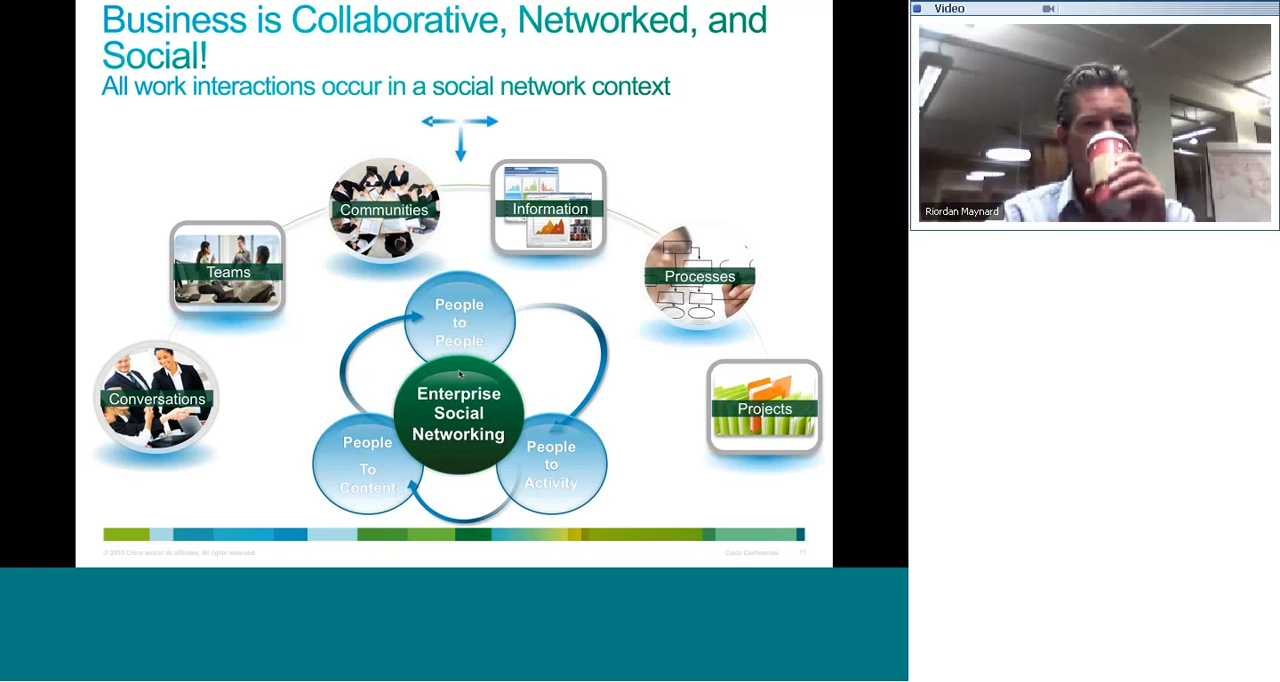 Business is Collaborative, Networked, and
Social!
All work interactions occur in a social network context
Communities
Information
Teams
Processes
Conversations
Projects
People
to
People
Enterprise
Social
Networking
People
To
Content
People
to
Activity
© 2010 Cisco and/or its affiliates. All rights reserved.
Cisco Confidential
11
Video
Riordan Maynard